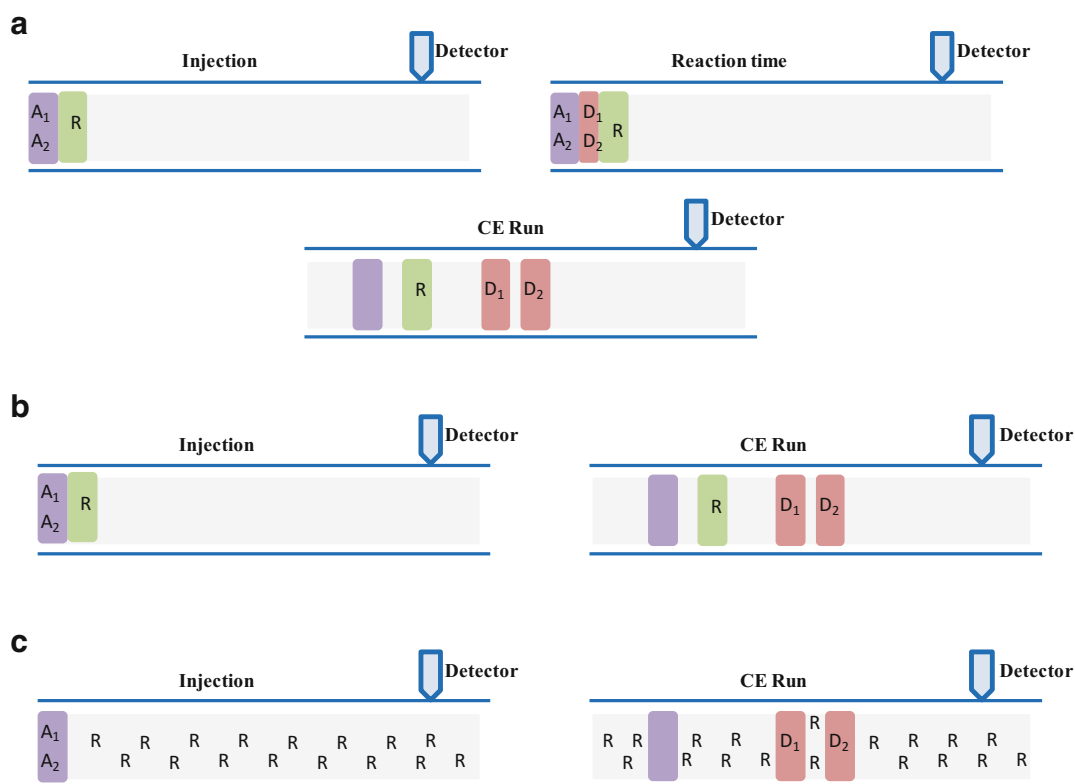 a
Injection
Detector
A1
A2
R
Reaction time
Detector
A1
A2
D1
D2
R
CE Run
Detector
R
D1
D2
b
Injection
Detector
A1
A2
R
CE Run
Detector
R
D1
D2
c
Injection
Detector
A1
A2
R R R R R R R R
R R R R R R R R
CE Run
Detector
R
R R R R D1 D2 R R R
R R R R R R R